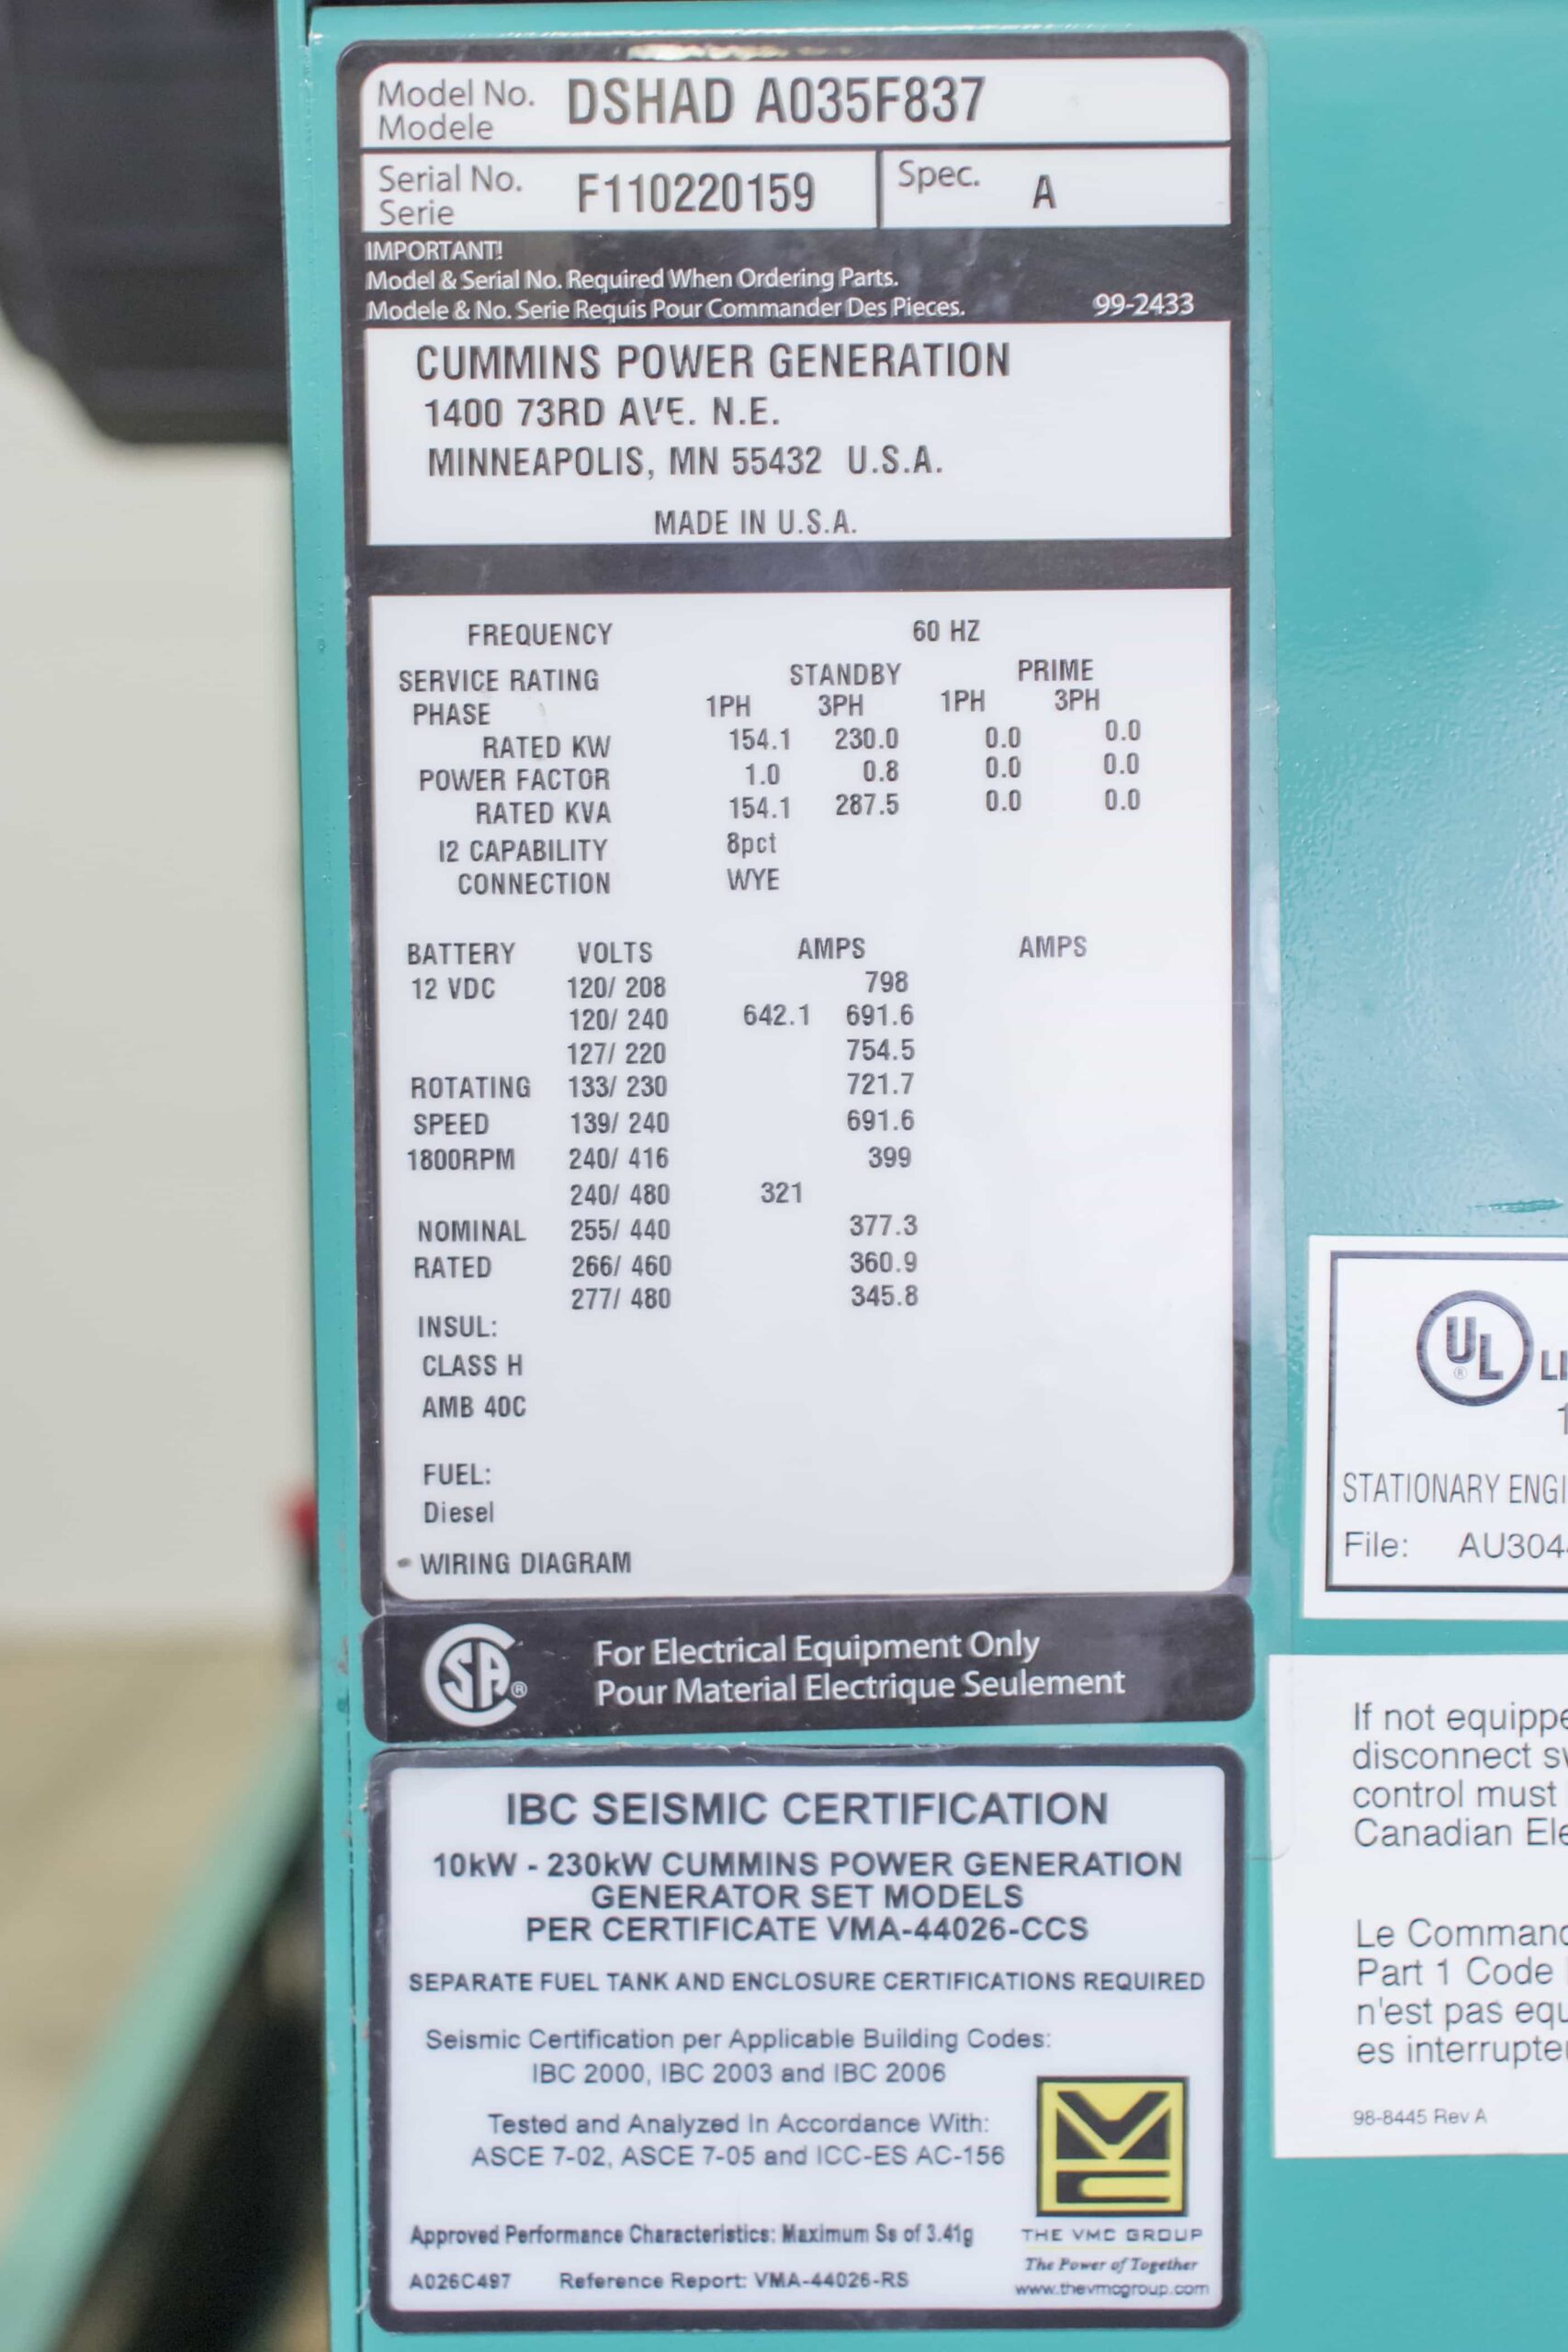 Model No. DSHAD A035F837
Modele
Serial No. F110220159 Spec. A
Serie
IMPORTANT!
Model & Serial No. Required When Ordering Parts.
Modele & No. Serie Requis Pour Commander Des Pieces. 99-2433
CUMMINS POWER GENERATION
1400 73RD AVE. N.E.
MINNEAPOLIS, MN 55432 U.S.A.
MADE IN U.S.A.
FREQUENCY 60 HZ
SERVICE RATING STANDBY PRIME
PHASE 1PH 3PH 1PH 3PH
RATED KW 154.1 230.0 0.0 0.0
POWER FACTOR 1.0 0.8 0.0 0.0
RATED KVA 154.1 287.5 0.0 0.0
I2 CAPABILITY 8pct
CONNECTION WYE
BATTERY VOLTS AMPS AMPS
12 VDC 120/ 208 798
120/ 240 642.1 691.6
127/ 220 754.5
ROTATING 133/ 230 721.7
SPEED 139/ 240 691.6
1800RPM 240/ 416 399
240/ 480 321
NOMINAL 255/ 440 377.3
RATED 266/ 460 360.9
277/ 480 345.8
INSUL:
CLASS H
AMB 40C
FUEL:
Diesel
WIRING DIAGRAM
CSA®
For Electrical Equipment Only
Pour Material Electrique Seulement
IBC SEISMIC CERTIFICATION
10kW - 230kW CUMMINS POWER GENERATION
GENERATOR SET MODELS
PER CERTIFICATE VMA-44026-CCS
SEPARATE FUEL TANK AND ENCLOSURE CERTIFICATIONS REQUIRED
Seismic Certification per Applicable Building Codes:
IBC 2000, IBC 2003 and IBC 2006
Tested and Analyzed In Accordance With:
ASCE 7-02, ASCE 7-05 and ICC-ES AC-156
Approved Performance Characteristics: Maximum Ss of 3.41g
A026C497 Reference Report: VMA-44026-RS
VMC
THE VMC GROUP
The Power of Together
www.thevmcgroup.com
UL® LI
STATIONARY ENGI
File: AU304
If not equippe
disconnect sw
control must
Canadian Ele
Le Command
Part 1 Code
n'est pas equ
es interrupte
98-8445 Rev A